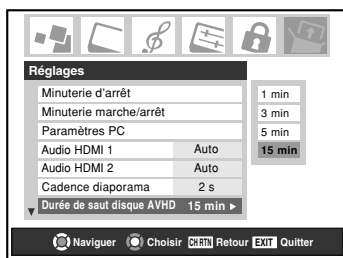 Réglages
Minuterie d'arrêt
Minuterie marche/arrêt
Paramètres PC
Audio HDMI 1 Auto
Audio HDMI 2 Auto
Cadence diaporama 2 s
Durée de saut disque AVHD 15 min
1 min
3 min
5 min
15 min
Naviguer Choisir CH RTN Retour EXIT Quitter